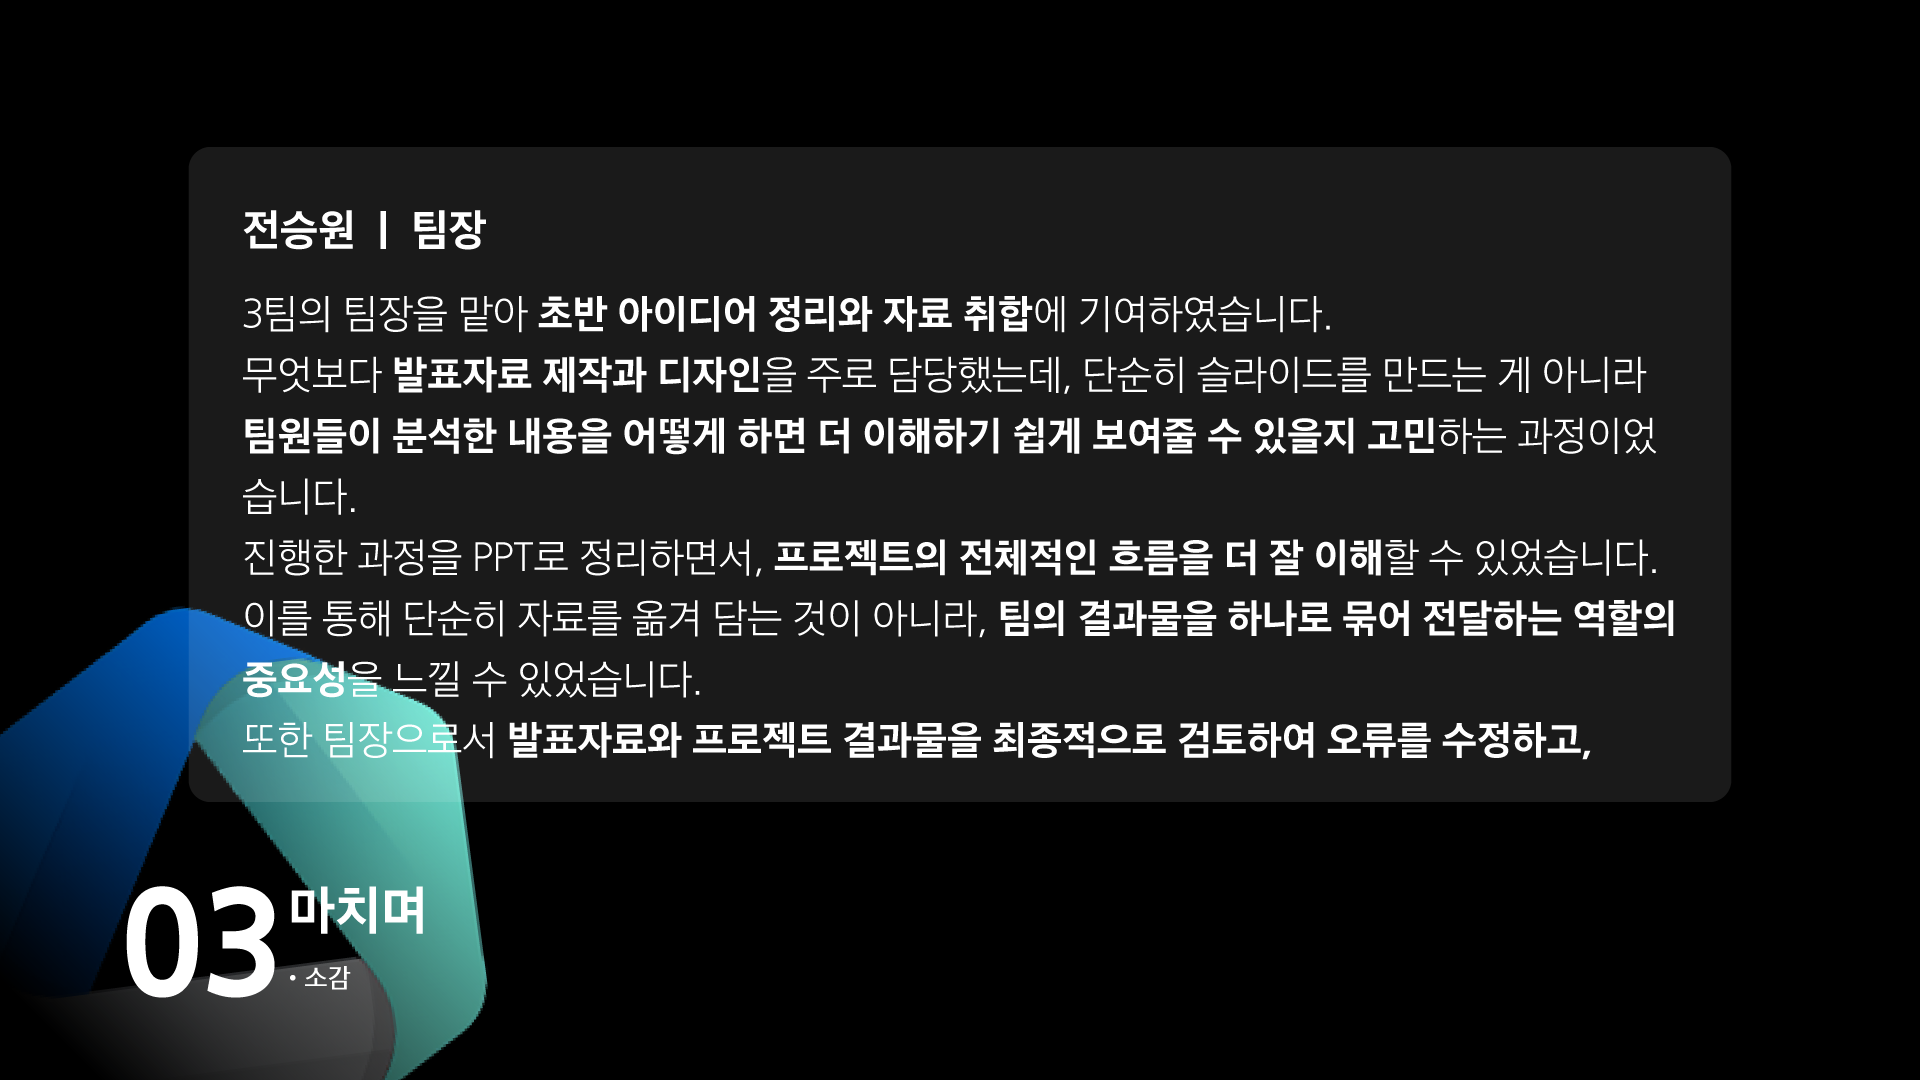 전승원 | 팀장
3팀의 팀장을 맡아 초반 아이디어 정리와 자료 취합에 기여하였습니다.
무엇보다 발표자료 제작과 디자인을 주로 담당했는데, 단순히 슬라이드를 만드는 게 아니라
팀원들이 분석한 내용을 어떻게 하면 더 이해하기 쉽게 보여줄 수 있을지 고민하는 과정이었
습니다.
진행한 과정을 PPT로 정리하면서, 프로젝트의 전체적인 흐름을 더 잘 이해할 수 있었습니다.
이를 통해 단순히 자료를 옮겨 담는 것이 아니라, 팀의 결과물을 하나로 묶어 전달하는 역할의
중요성을 느낄 수 있었습니다.
또한 팀장으로서 발표자료와 프로젝트 결과물을 최종적으로 검토하여 오류를 수정하고,
03 마치며
· 소감